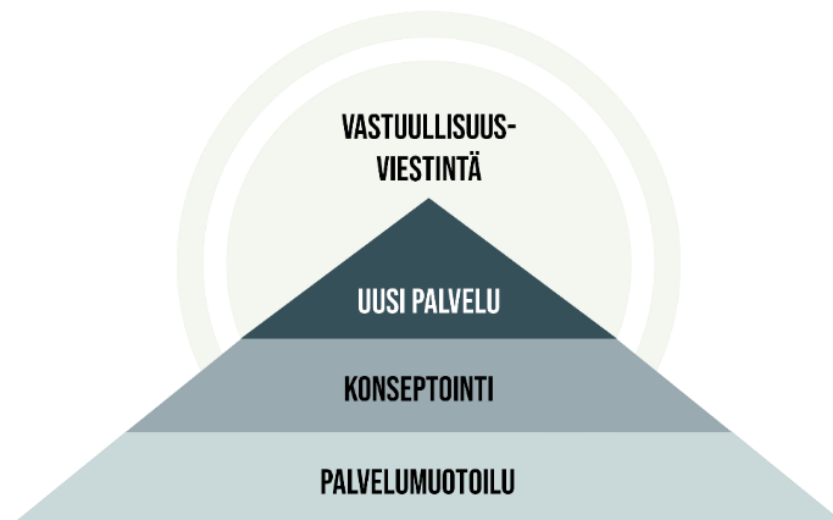 VASTUULLISUUS-
VIESTINTÄ
UUSI PALVELU
KONSEPTOINTI
PALVELUMUOTOILU